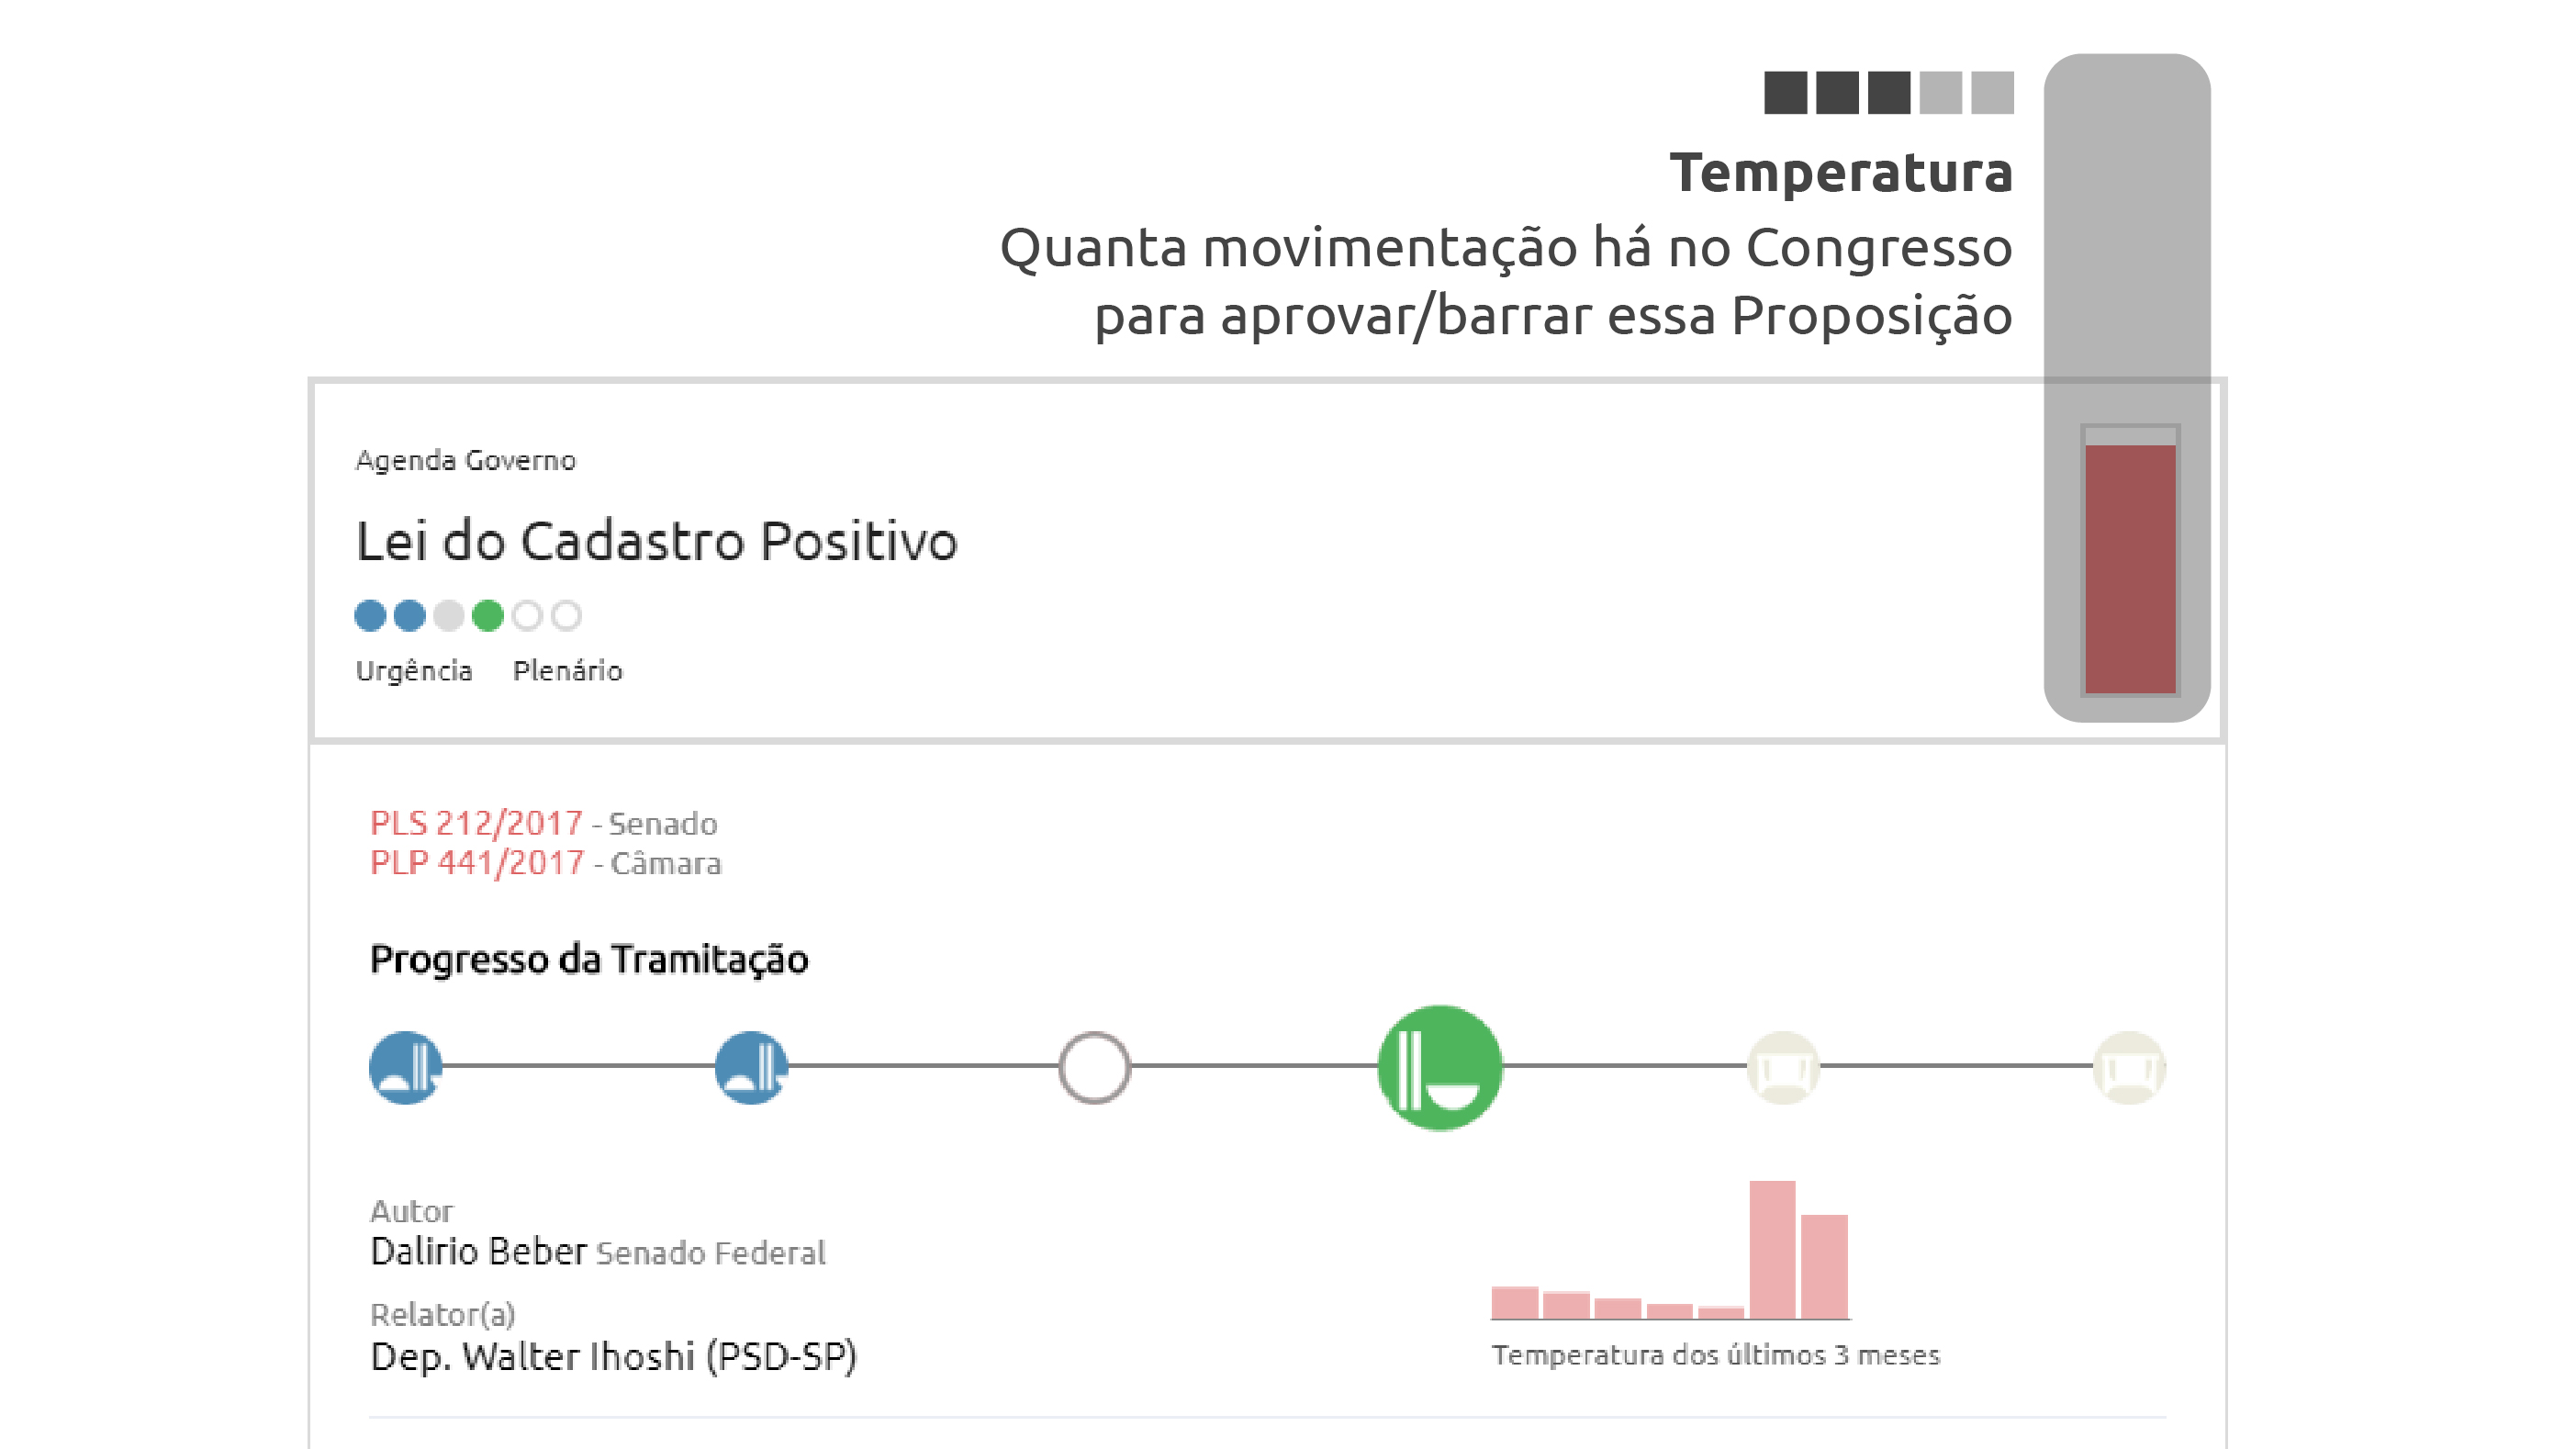 Temperatura
Quanta movimentação há no Congresso
para aprovar/barrar essa Proposição
Agenda Governo
Lei do Cadastro Positivo
Urgência Plenário
PLS 212/2017 - Senado
PLP 441/2017 - Câmara
Progresso da Tramitação
Autor
Dalirio Beber Senado Federal
Relator(a)
Dep. Walter Ihoshi (PSD-SP)
Temperatura dos últimos 3 meses